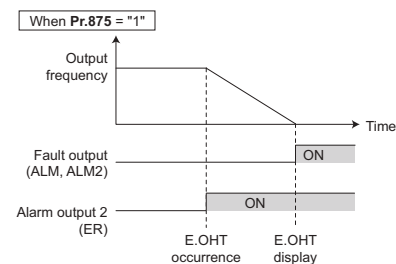 When Pr.875 = "1"
Output
frequency
Time
Fault output
(ALM, ALM2)
ON
Alarm output 2
(ER)
ON
E.OHT
occurrence
E.OHT
display